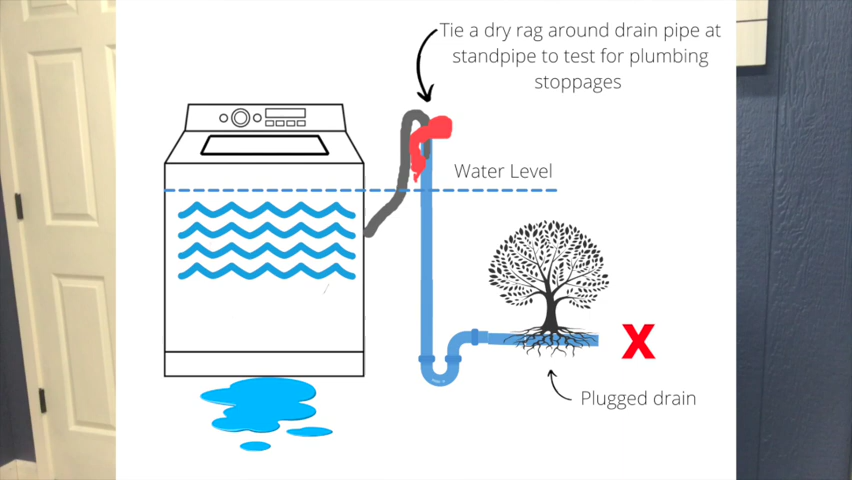 Tie a dry rag around drain pipe at
standpipe to test for plumbing
stoppages
Water Level
X
Plugged drain